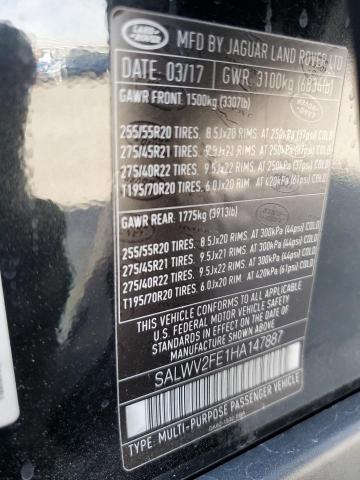 LAND ROVER
MFD BY JAGUAR LAND ROVER LTD
DATE: 03/17 GWR: 3100kg (6834lb)
GAWR FRONT: 1500kg (3307lb)
255/55R20 TIRES. 8.5Jx20 RIMS. AT 250kPa (37psi) COLD
275/45R21 TIRES. 9.5Jx21 RIMS. AT 250kPa (37psi) COLD
275/40R22 TIRES. 9.5Jx22 RIMS. AT 250kPa (37psi) COLD
T195/70R20 TIRES. 6.0Jx20 RIM AT 420kPa (61psi) COLD
GAWR REAR: 1775kg (3913lb)
255/55R20 TIRES. 8.5Jx20 RIMS. AT 300kPa (44psi) COLD
275/45R21 TIRES. 9.5Jx21 RIMS. AT 300kPa (44psi) COLD
275/40R22 TIRES. 9.5Jx22 RIMS. AT 300kPa (44psi) COLD
T195/70R20 TIRES. 6.0Jx20 RIM AT 420kPa (61psi) COLD
THIS VEHICLE CONFORMS TO ALL APPLICABLE
U.S. FEDERAL MOTOR VEHICLE SAFETY
STANDARDS IN EFFECT ON THE DATE OF
MANUFACTURE SHOWN ABOVE
SALWV2FE1HA147887
TYPE: MULTI-PURPOSE PASSENGER VEHICLE